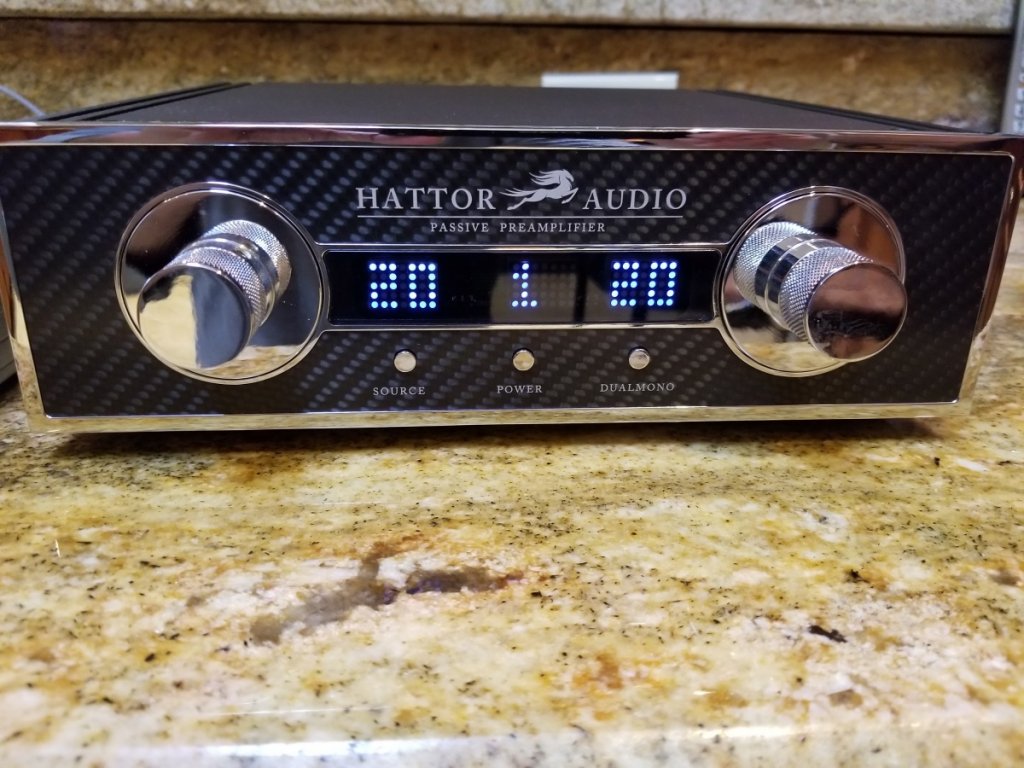 HATTOR AUDIO
PASSIVE PREAMPLIFIER
20 1 20
SOURCE POWER DUALMONO